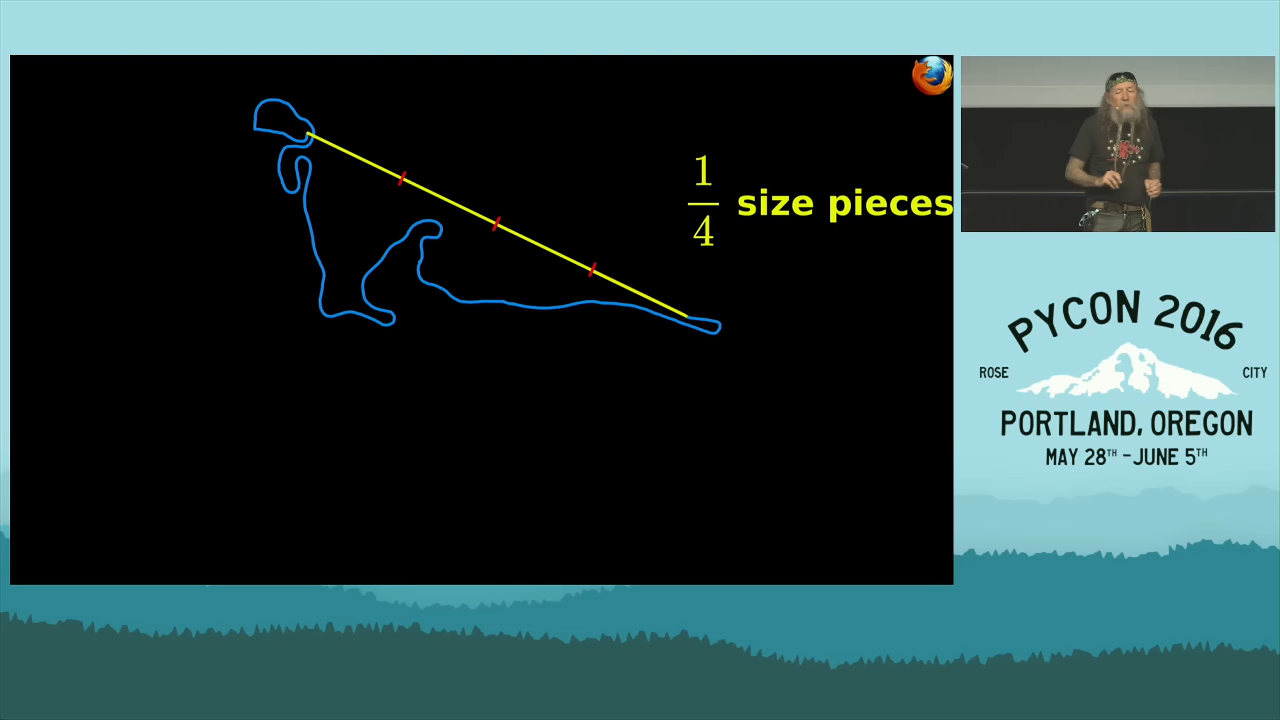 1
4
size pieces
PYCON 2016
ROSE
CITY
PORTLAND, OREGON
MAY 28TH - JUNE 5TH